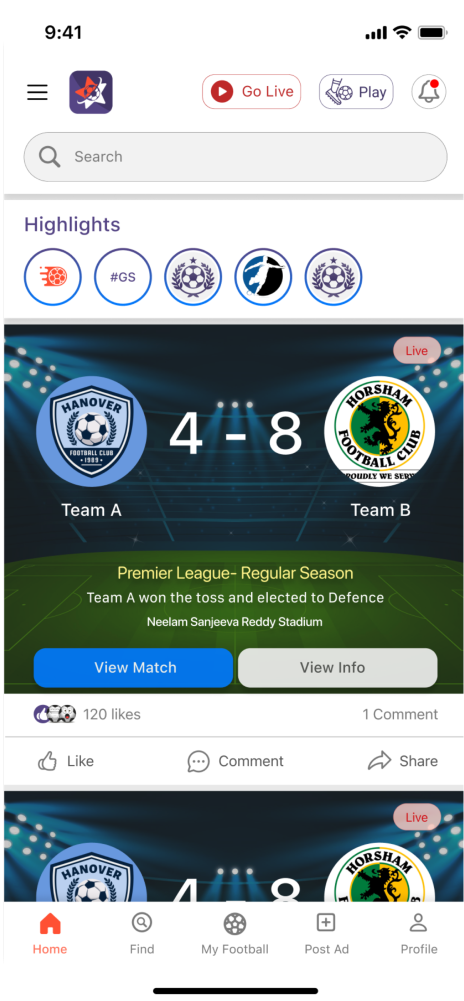 9:41
Go Live
Play
Search
Highlights
#GS
Live
HANOVER
FOOTBALL CLUB
• 1989 •
4 - 8
HORSHAM
FOOTBALL CLUB
PROUDLY WE SERVE
Team A
Team B
Premier League- Regular Season
Team A won the toss and elected to Defence
Neelam Sanjeeva Reddy Stadium
View Match
View Info
120 likes
1 Comment
Like
Comment
Share
Live
HANOVER
4 - 8
HORSHAM
Home
Find
My Football
Post Ad
Profile